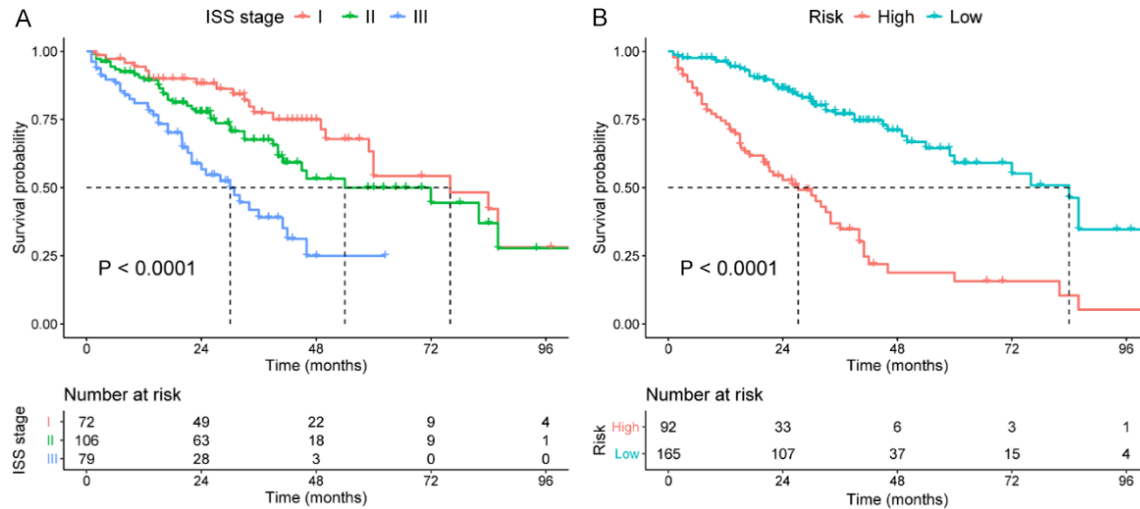 A
ISS stage I II III
1.00
0.75
0.50
0.25
0.00
Survival probability
P < 0.0001
0 24 48 72 96
Time (months)
Number at risk
ISS stage
I 72 49 22 9 4
II 106 63 18 9 1
III 79 28 3 0 0
0 24 48 72 96
Time (months)
B
Risk High Low
1.00
0.75
0.50
0.25
0.00
Survival probability
P < 0.0001
0 24 48 72 96
Time (months)
Number at risk
Risk
High 92 33 6 3 1
Low 165 107 37 15 4
0 24 48 72 96
Time (months)